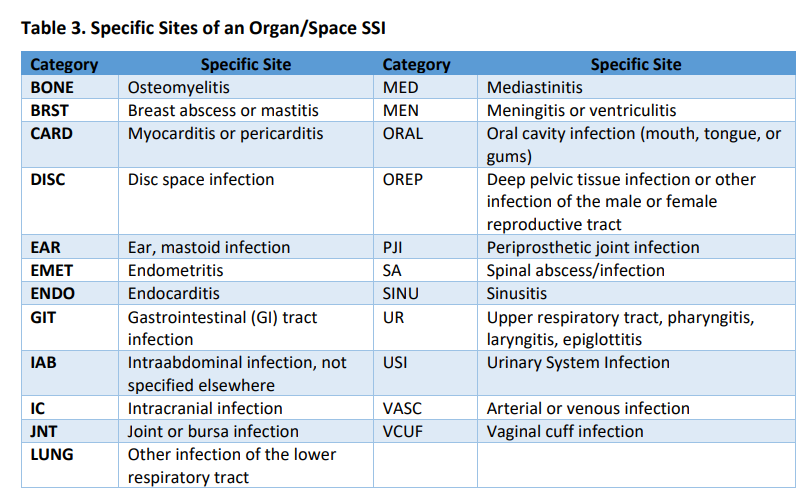 Table 3. Specific Sites of an Organ/Space SSI
Category Specific Site Category Specific Site
BONE Osteomyelitis MED Mediastinitis
BRST Breast abscess or mastitis MEN Meningitis or ventriculitis
CARD Myocarditis or pericarditis ORAL Oral cavity infection (mouth, tongue, or
gums)
DISC Disc space infection OREP Deep pelvic tissue infection or other
infection of the male or female
reproductive tract
EAR Ear, mastoid infection PJI Periprosthetic joint infection
EMET Endometritis SA Spinal abscess/infection
ENDO Endocarditis SINU Sinusitis
GIT Gastrointestinal (GI) tract UR Upper respiratory tract, pharyngitis,
infection laryngitis, epiglottitis
IAB Intraabdominal infection, not USI Urinary System Infection
specified elsewhere
IC Intracranial infection VASC Arterial or venous infection
JNT Joint or bursa infection VCUF Vaginal cuff infection
LUNG Other infection of the lower
respiratory tract